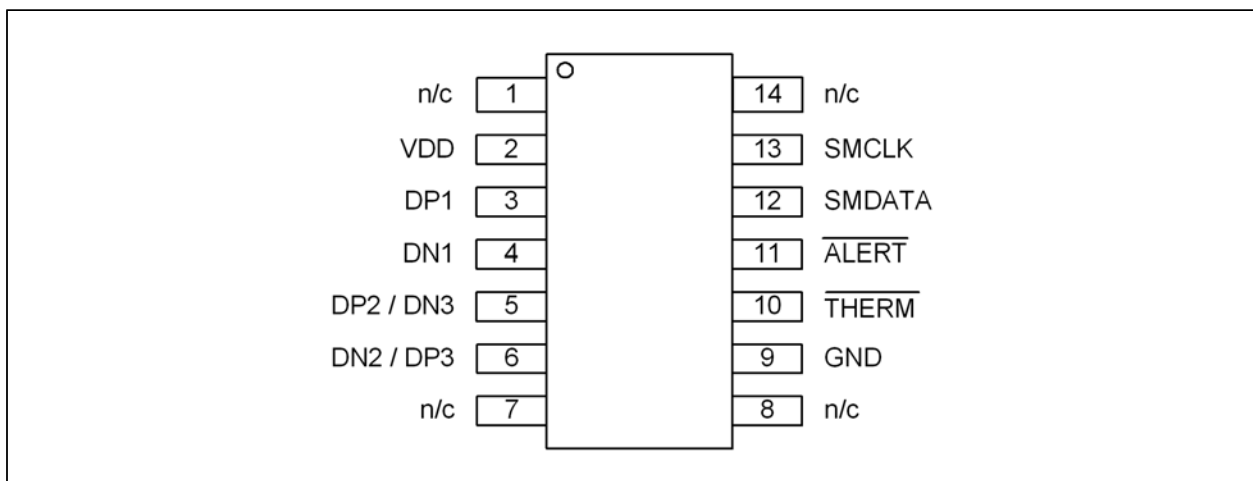 n/c 1 14 n/c
VDD 2 13 SMCLK
DP1 3 12 SMDATA
DN1 4 11 ALERT
DP2 / DN3 5 10 THERM
DN2 / DP3 6 9 GND
n/c 7 8 n/c